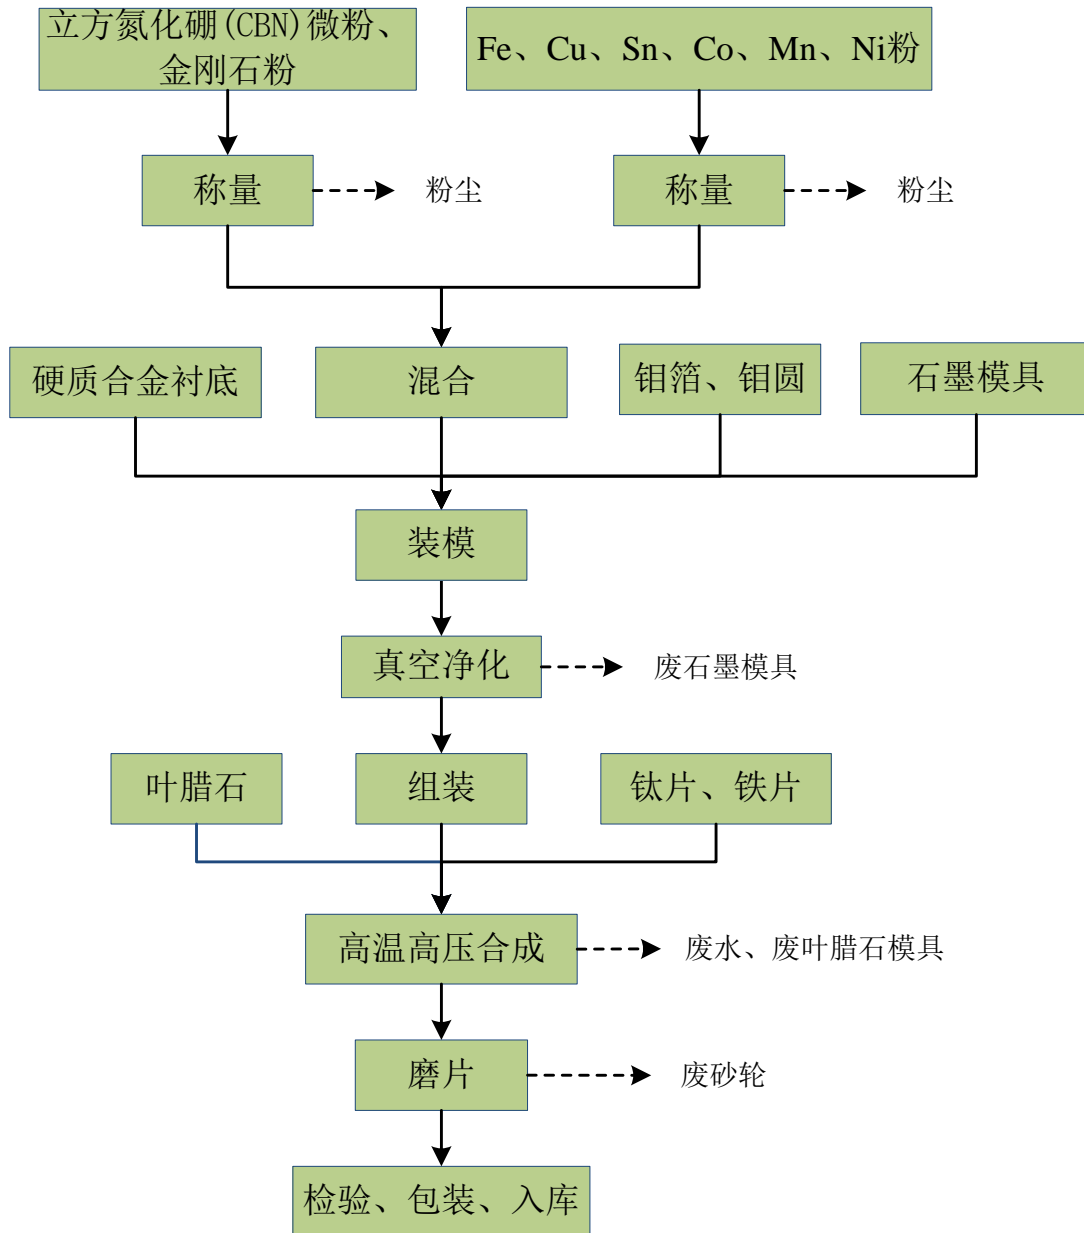 立方氮化硼(CBN)微粉、
金刚石粉
Fe、Cu、Sn、Co、Mn、Ni粉
称量
粉尘
称量
粉尘
硬质合金衬底
混合
钼箔、钼圆
石墨模具
装模
真空净化
废石墨模具
叶腊石
组装
钛片、铁片
高温高压合成
废水、废叶腊石模具
磨片
废砂轮
检验、包装、入库